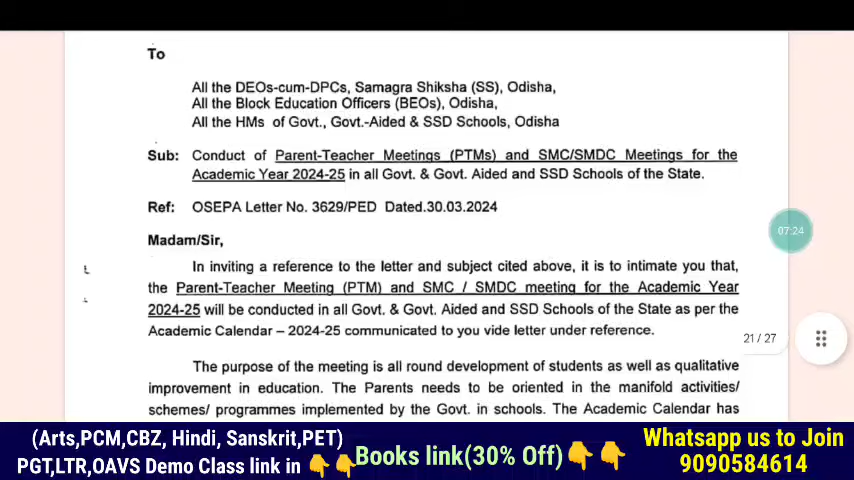 To
All the DEOs-cum-DPCs, Samagra Shiksha (SS), Odisha,
All the Block Education Officers (BEOs), Odisha,
All the HMs of Govt., Govt.-Aided & SSD Schools, Odisha
Sub: Conduct of Parent-Teacher Meetings (PTMs) and SMC/SMDC Meetings for the
Academic Year 2024-25 in all Govt. & Govt. Aided and SSD Schools of the State.
Ref: OSEPA Letter No. 3629/PED Dated.30.03.2024
07:24
Madam/Sir,
In inviting a reference to the letter and subject cited above, it is to intimate you that,
the Parent-Teacher Meeting (PTM) and SMC / SMDC meeting for the Academic Year
2024-25 will be conducted in all Govt. & Govt. Aided and SSD Schools of the State as per the
Academic Calendar – 2024-25 communicated to you vide letter under reference.
21 / 27
The purpose of the meeting is all round development of students as well as qualitative
improvement in education. The Parents needs to be oriented in the manifold activities/
schemes/ programmes implemented by the Govt. in schools. The Academic Calendar has
(Arts,PCM,CBZ, Hindi, Sanskrit,PET)
PGT,LTR,OAVS Demo Class link in 👇👇
Books link(30% Off)👇👇
Whatsapp us to Join
9090584614